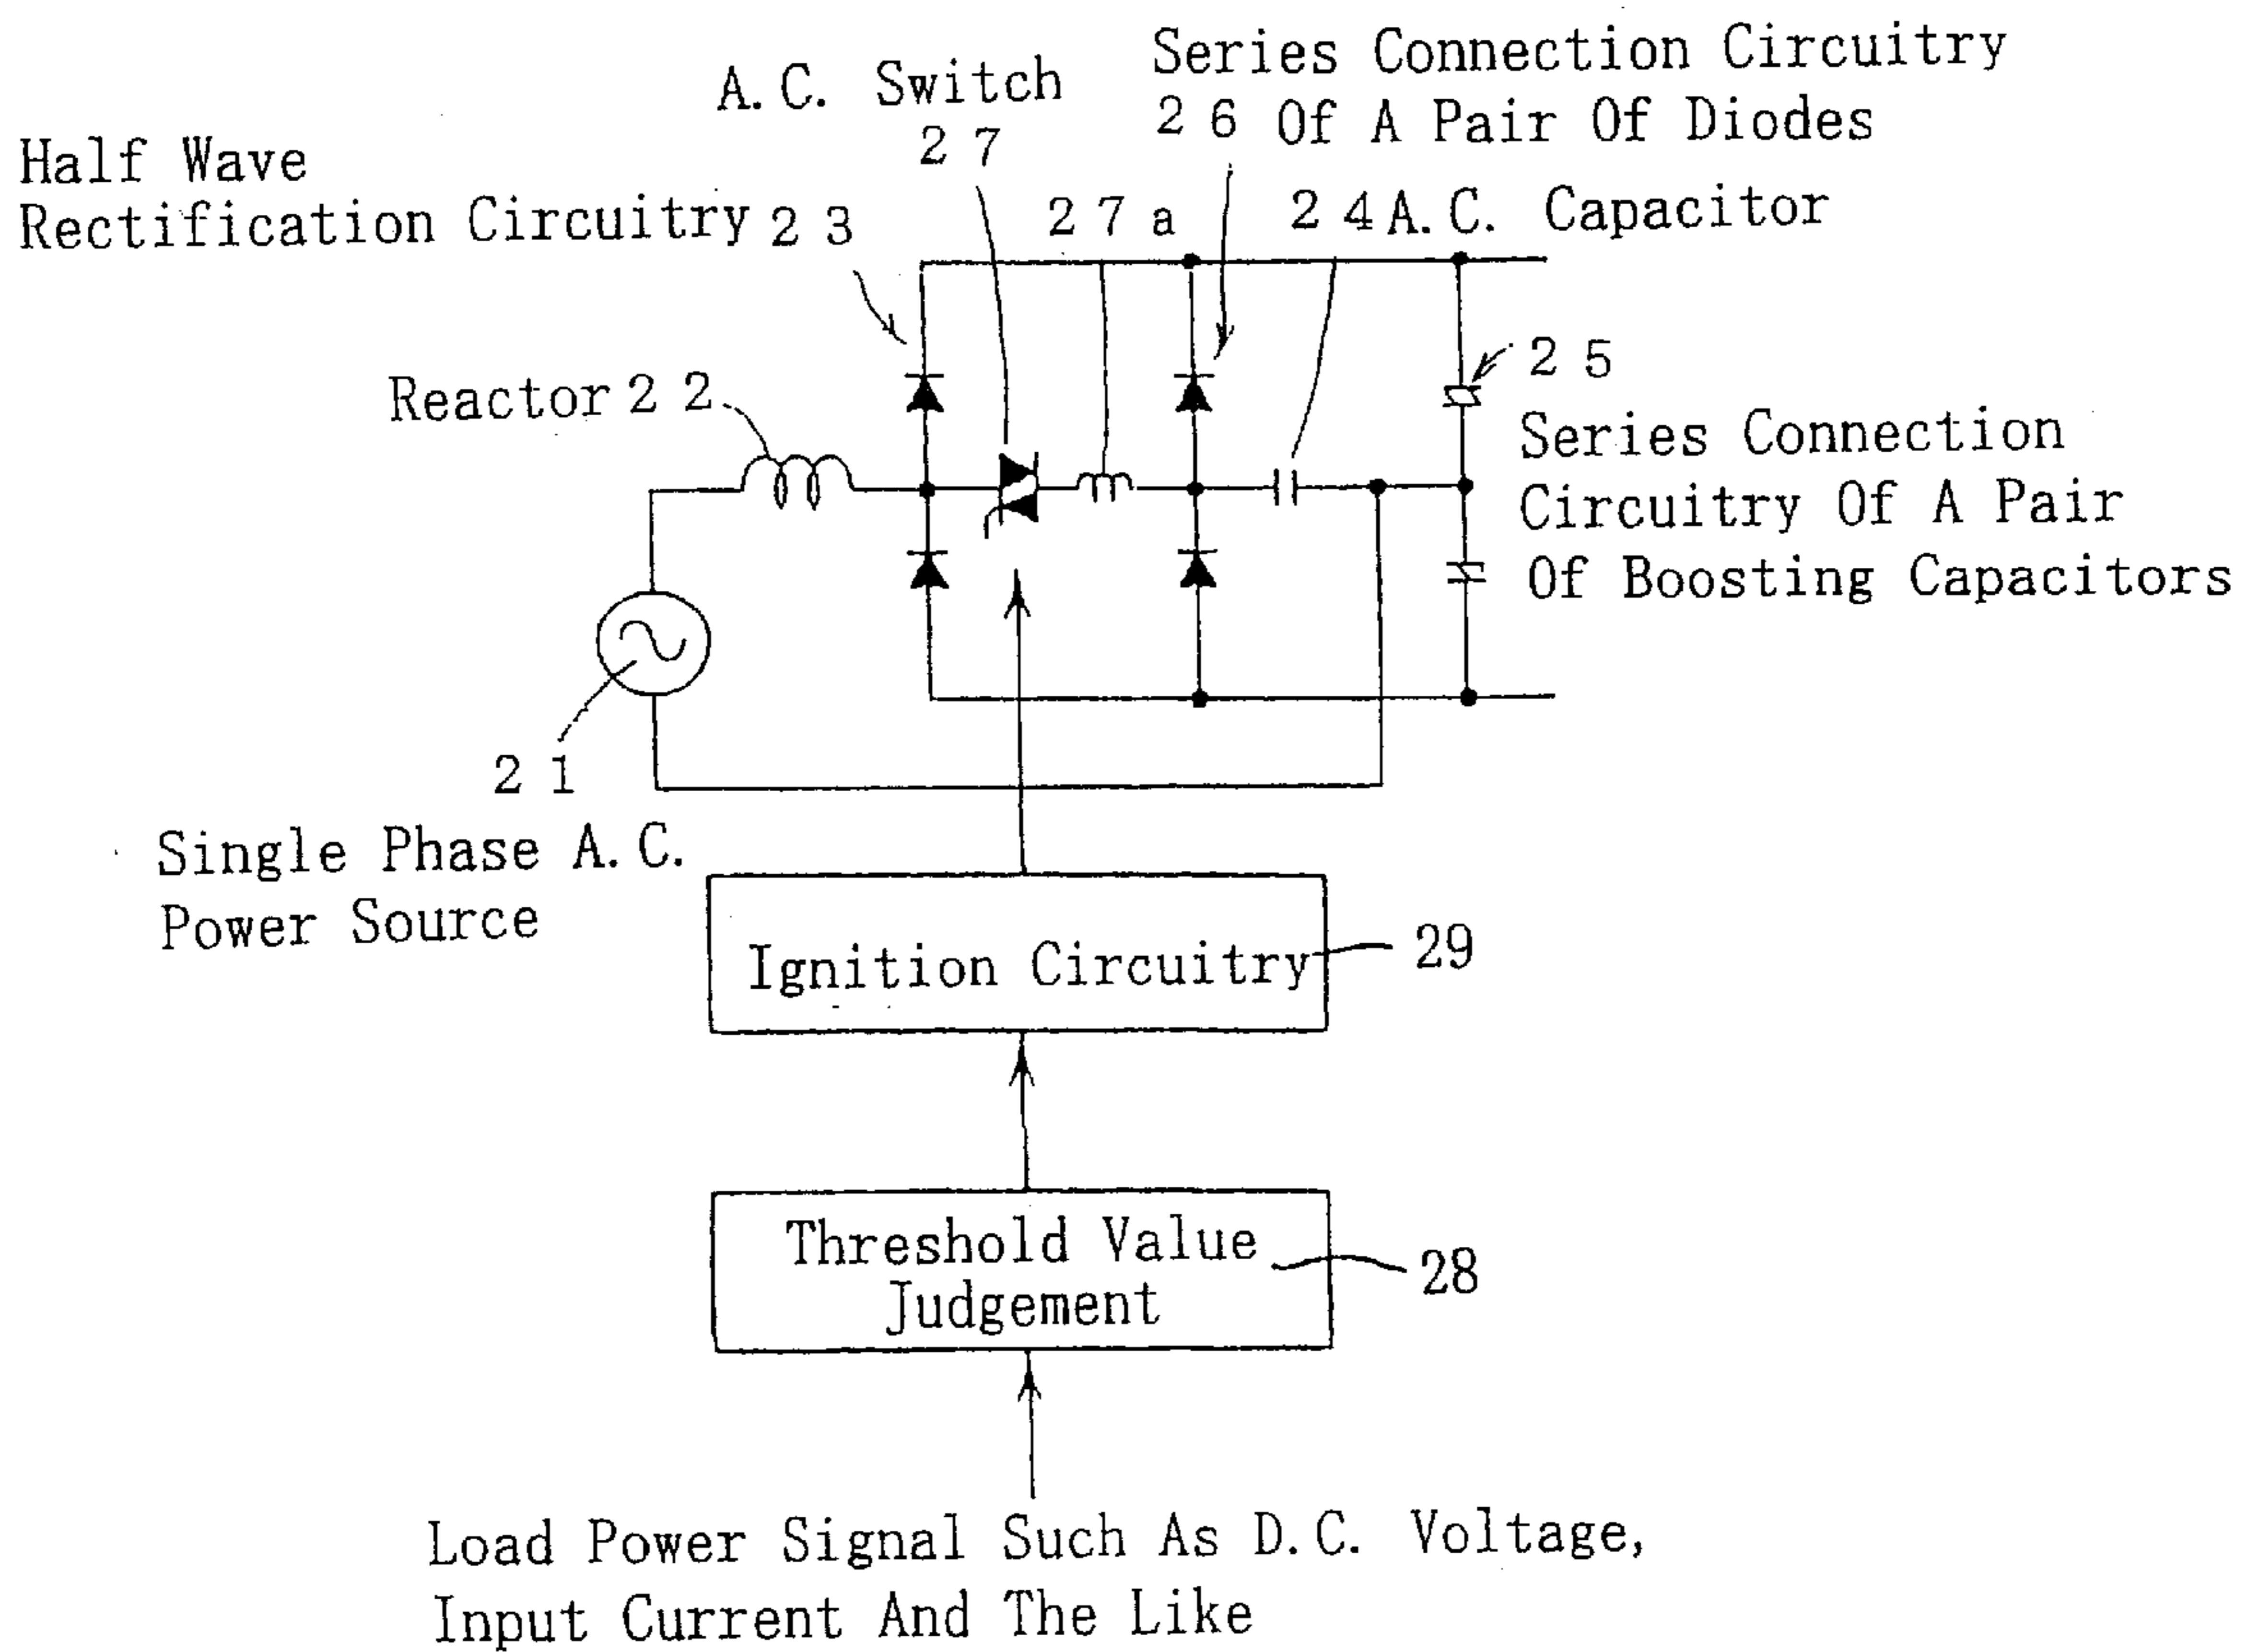 Series Connection Circuitry
26 Of A Pair Of Diodes
A.C. Switch
27
Half Wave
Rectification Circuitry 23
27a
24 A.C. Capacitor
Reactor 22
25
Series Connection
Circuitry Of A Pair
Of Boosting Capacitors
21
Single Phase A.C.
Power Source
Ignition Circuitry
29
Threshold Value
Judgement
28
Load Power Signal Such As D.C. Voltage,
Input Current And The Like